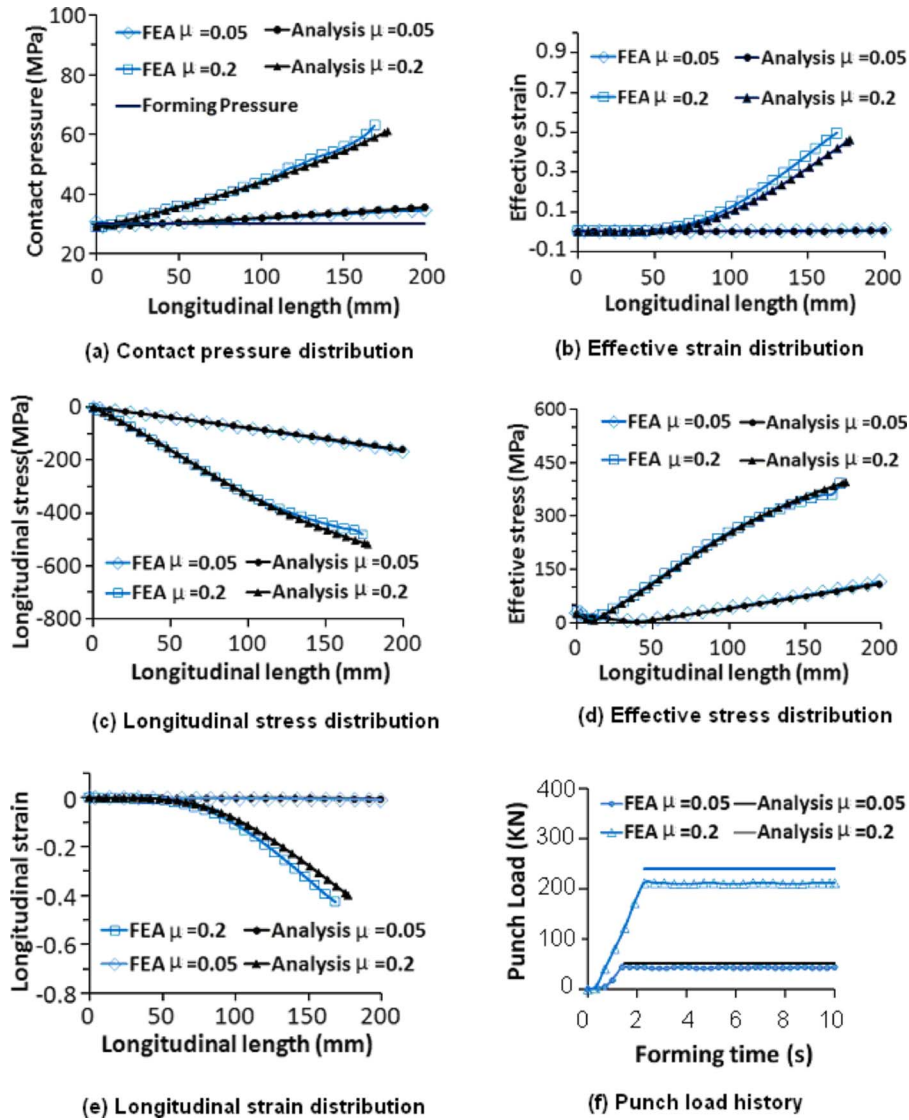 Contact pressure (MPa)
100
80
60
40
20
FEA μ =0.05
Analysis μ =0.05
FEA μ =0.2
Analysis μ =0.2
Forming Pressure
0
50
100
150
200
Longitudinal length (mm)
(a) Contact pressure distribution
Effective strain
0.9
0.7
0.5
0.3
0.1
-0.1
FEA μ =0.05
Analysis μ =0.05
FEA μ =0.2
Analysis μ =0.2
0
50
100
150
200
Longitudinal length (mm)
(b) Effective strain distribution
Longitudinal stress(MPa)
0
-200
-400
-600
-800
FEA μ =0.05
Analysis μ =0.05
FEA μ =0.2
Analysis μ =0.2
0
50
100
150
200
Longitudinal length (mm)
(c) Longitudinal stress distribution
Effetive stress (MPa)
600
450
300
150
0
FEA μ =0.05
Analysis μ =0.05
FEA μ =0.2
Analysis μ =0.2
0
50
100
150
200
Longitudinal length (mm)
(d) Effective stress distribution
Longitudinal strain
0
-0.2
-0.4
-0.6
-0.8
FEA μ =0.2
Analysis μ =0.05
FEA μ =0.05
Analysis μ =0.2
0
50
100
150
200
Longitudinal length (mm)
(e) Longitudinal strain distribution
Punch Load (KN)
400
300
200
100
0
FEA μ =0.05
Analysis μ =0.05
FEA μ =0.2
Analysis μ =0.2
0
2
4
6
8
10
Forming time (s)
(f) Punch load history